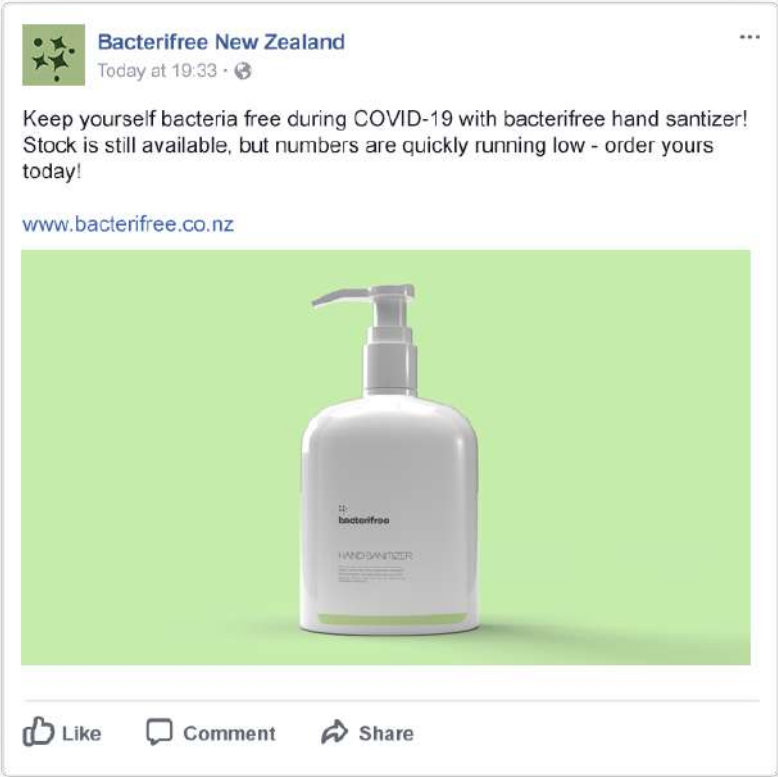 Bacterifree New Zealand
Today at 19:33 ·
Keep yourself bacteria free during COVID-19 with bacterifree hand santizer!
Stock is still available, but numbers are quickly running low - order yours
today!
www.bacterifree.co.nz
bacterifree
HAND SANITIZER
Like Comment Share